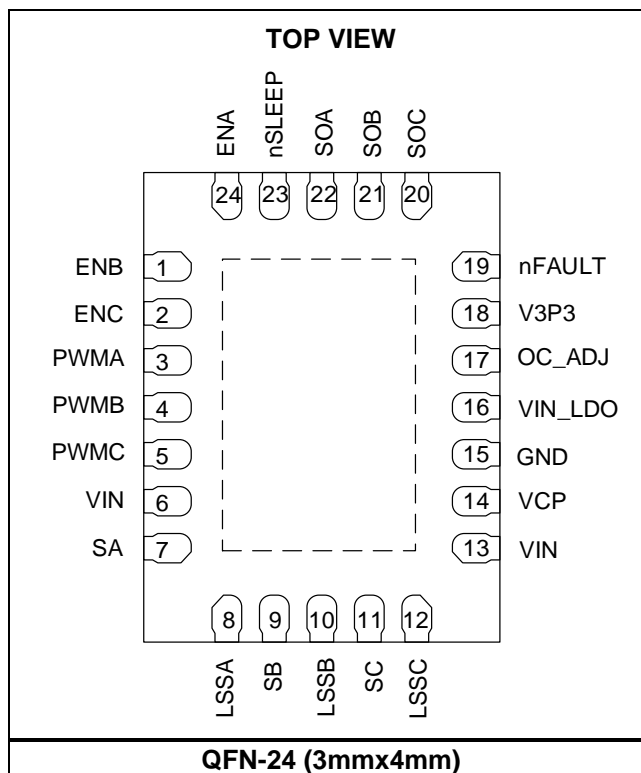 TOP VIEW
ENA
nSLEEP
SOA
SOB
SOC
24
23
22
21
20
ENB 1
ENC 2
PWMA 3
PWMB 4
PWMC 5
VIN 6
SA 7
19 nFAULT
18 V3P3
17 OC_ADJ
16 VIN_LDO
15 GND
14 VCP
13 VIN
8
9
10
11
12
LSSA
SB
LSSB
SC
LSSC
QFN-24 (3mmx4mm)